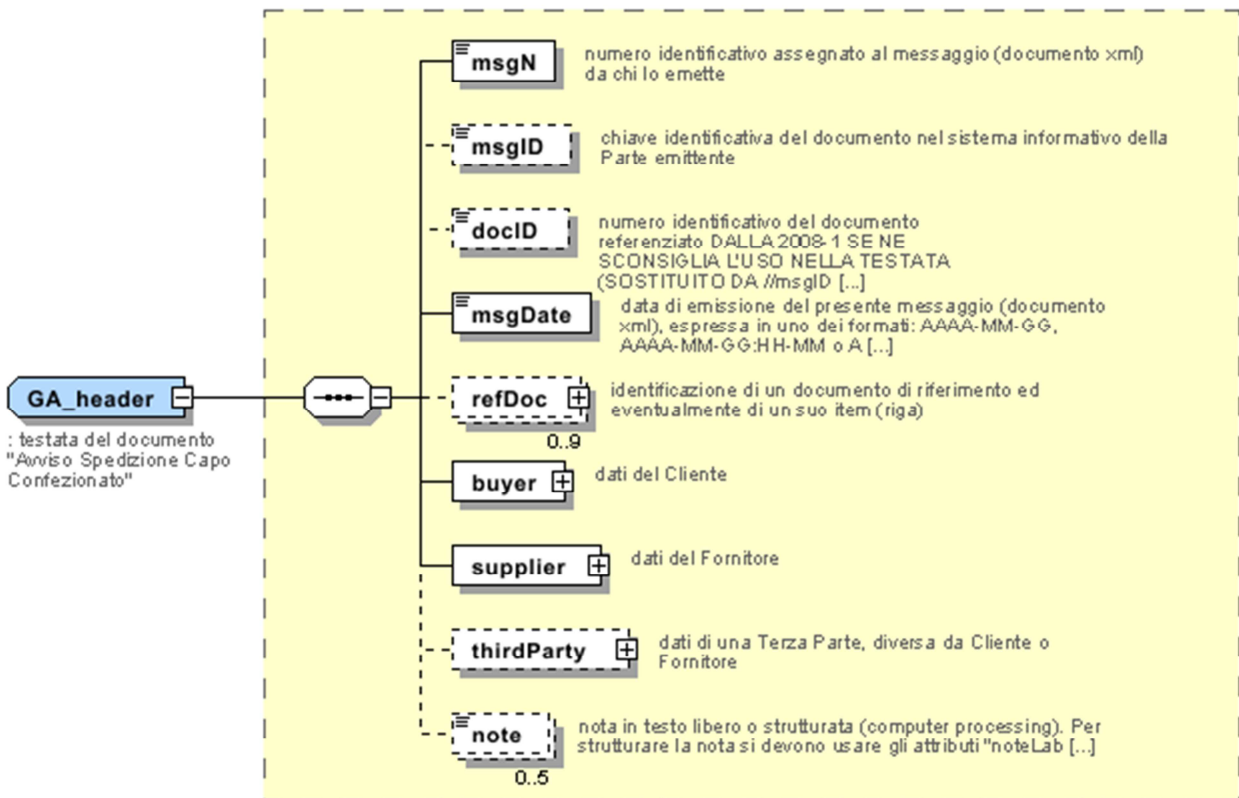 msgN
numero identificativo assegnato al messaggio (documento xml)
da chi lo emette
msgID
chiave identificativa del documento nel sistema informativo della
Parte emittente
docID
numero identificativo del documento
referenziato DALLA 2008-1 SE NE
SCONSIGLIA L'USO NELLA TESTATA
(SOSTITUITO DA //msgID [...]
msgDate
data di emissione del presente messaggio (documento
xml), espressa in uno dei formati: AAAA-MM-GG,
AAAA-MM-GG:HH-MM o A [...]
GA_header
: testata del documento
"Avviso Spedizione Capo
Confezionato"
refDoc
identificazione di un documento di riferimento ed
eventualmente di un suo item (riga)
0..9
buyer
dati del Cliente
supplier
dati del Fornitore
thirdParty
dati di una Terza Parte, diversa da Cliente o
Fornitore
note
nota in testo libero o strutturata (computer processing). Per
strutturare la nota si devono usare gli attributi "noteLab [...]
0..5